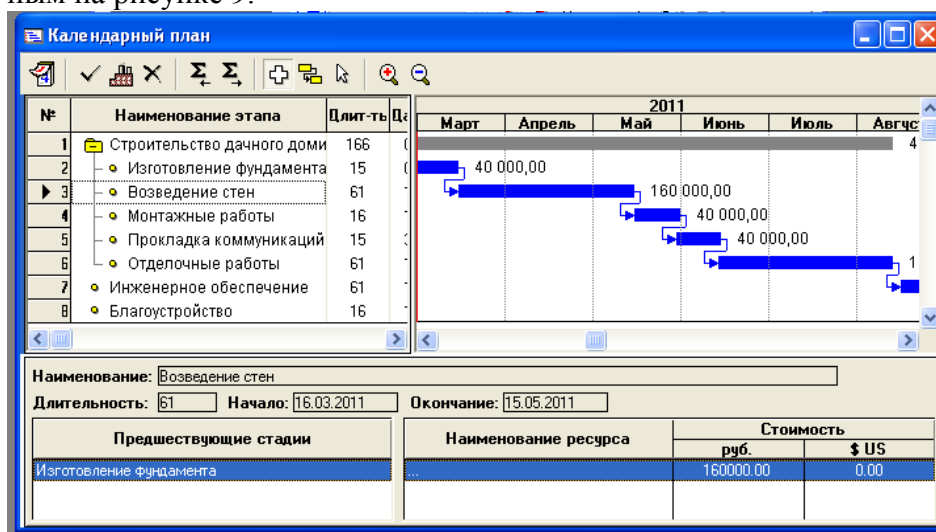 ным на рисунке 9.
Календарный план
№ Наименование этапа Длит-ть Да
2011
Март Апрель Май Июнь Июль Август
1 Строительство дачного доми 166 4
2 Изготовление фундамента 15 40 000,00
3 Возведение стен 61 160 000,00
4 Монтажные работы 16 40 000,00
5 Прокладка коммуникаций 15 40 000,00
6 Отделочные работы 61 1
7 Инженерное обеспечение 61
8 Благоустройство 16
Наименование: Возведение стен
Длительность: 61 Начало: 16.03.2011 Окончание: 15.05.2011
Предшествующие стадии Наименование ресурса Стоимость
руб. $ US
Изготовление фундамента ... 160000.00 0.00